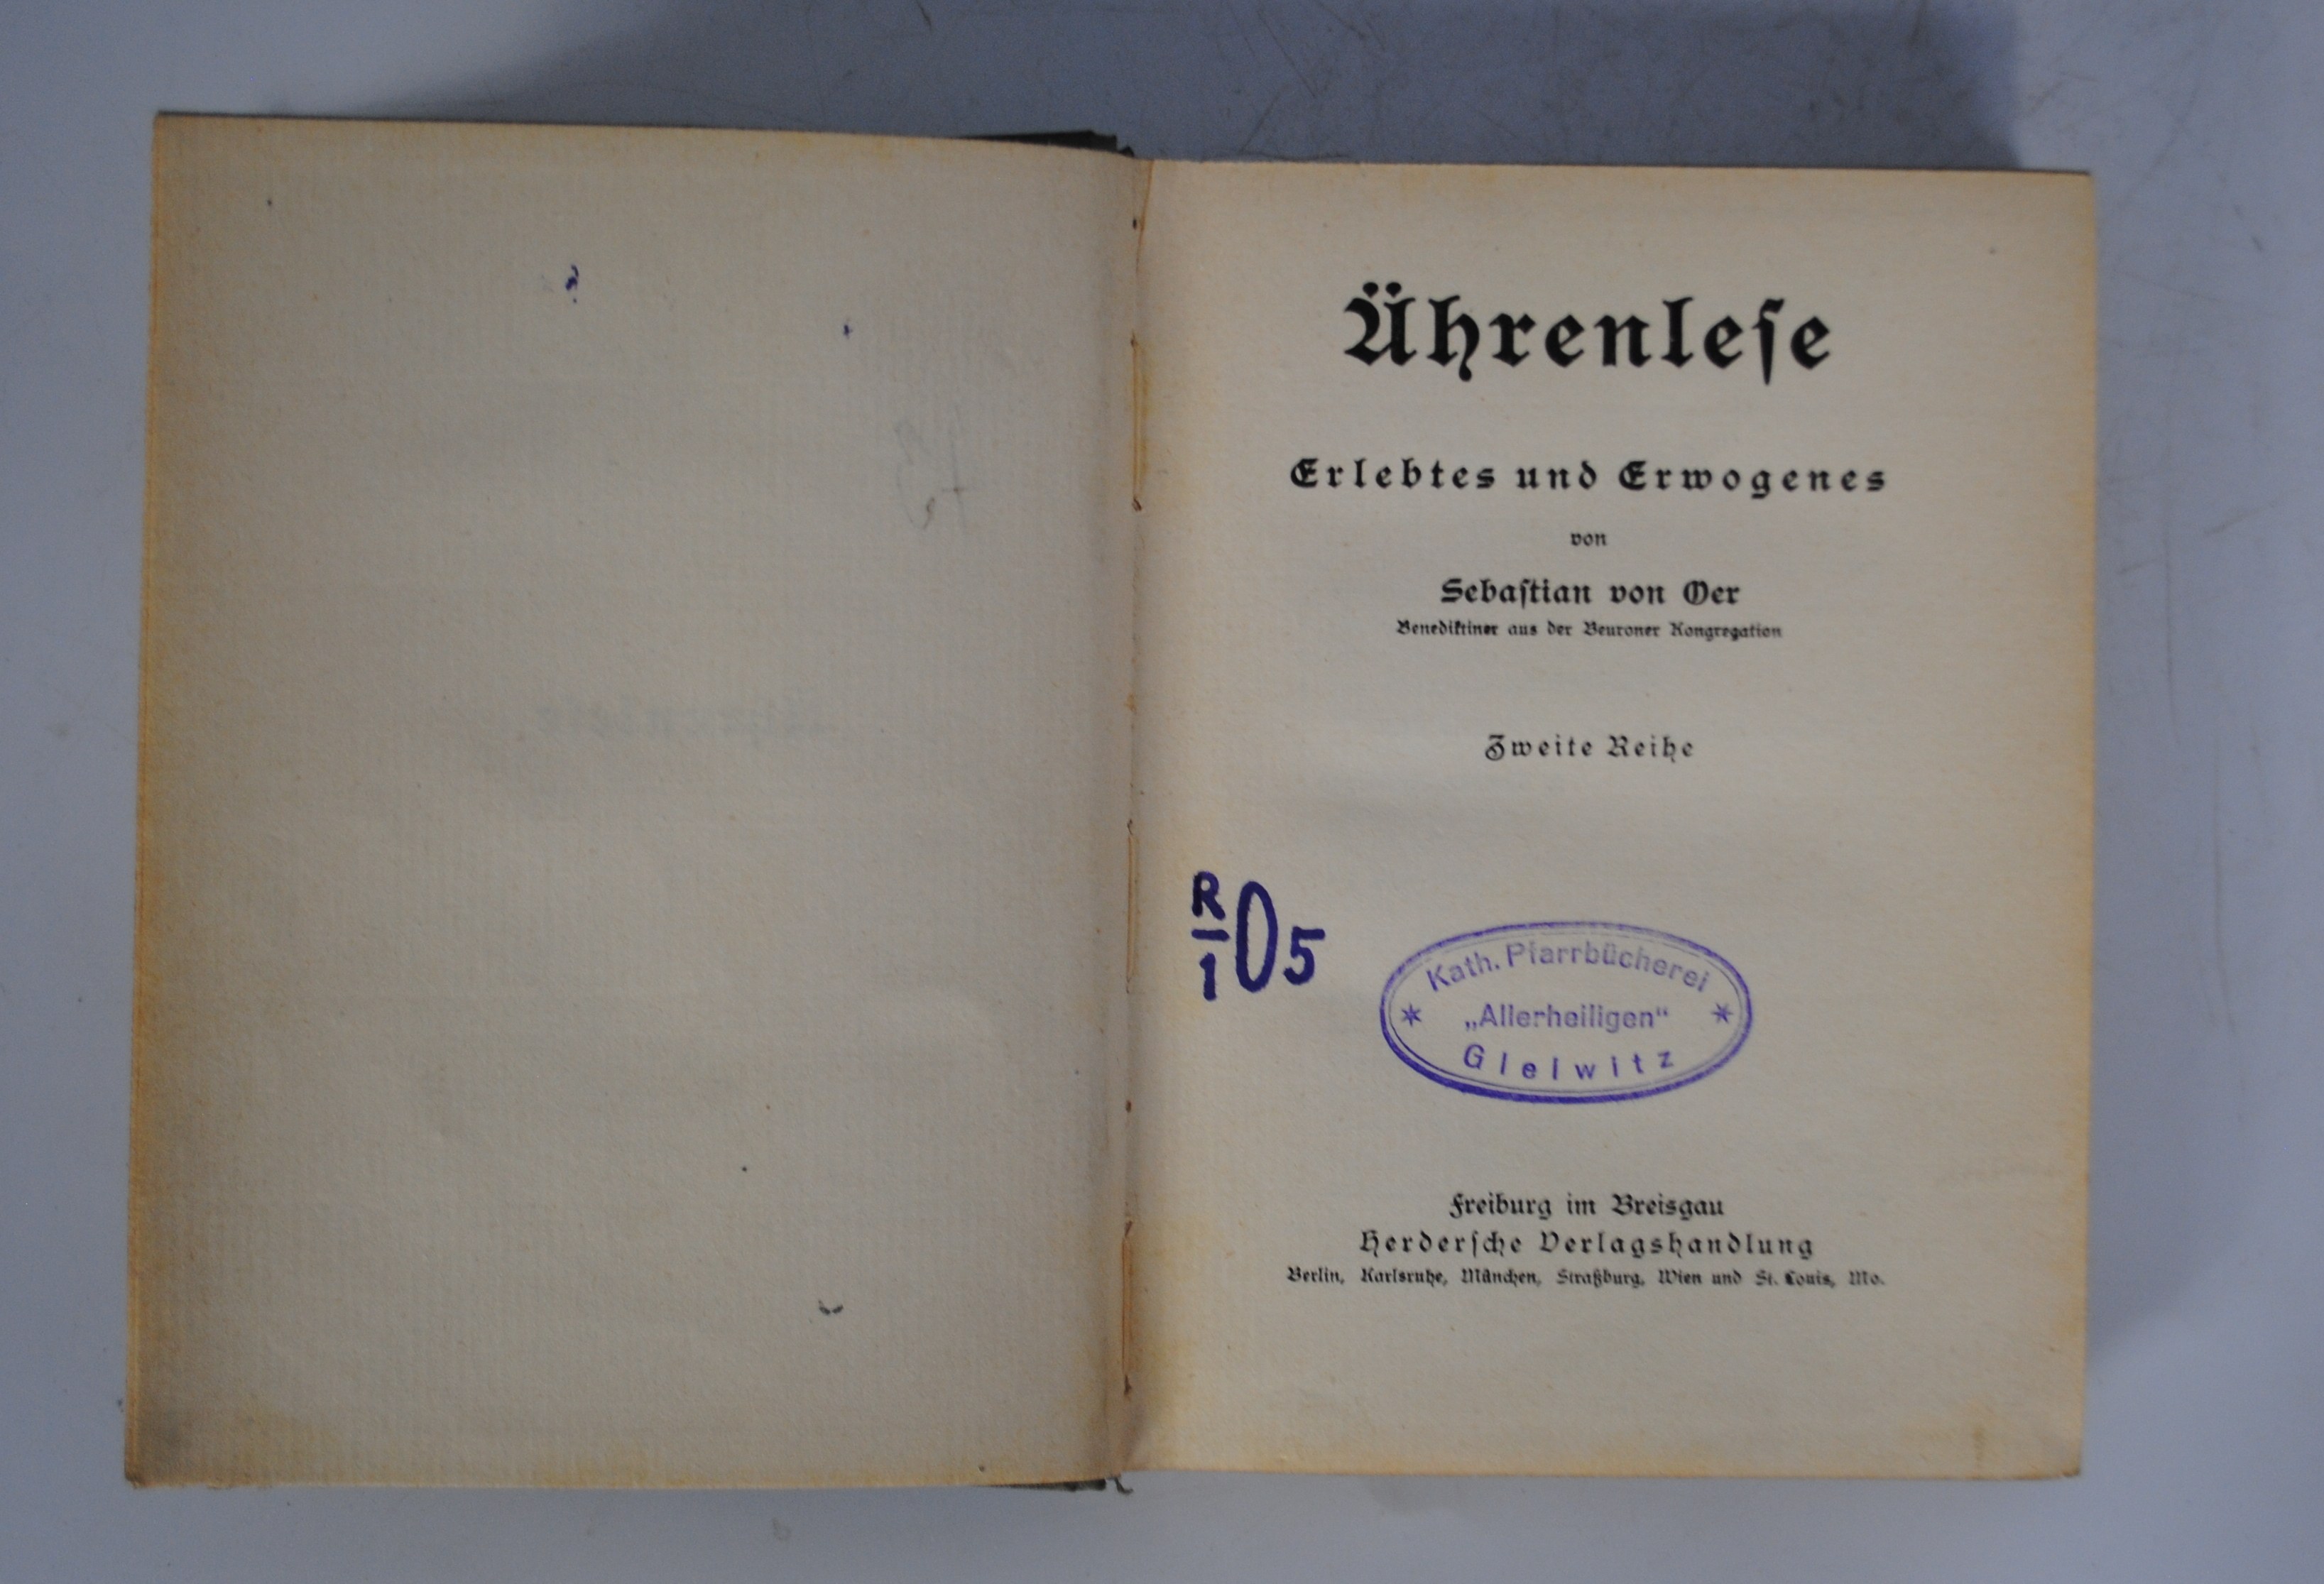 Ährenleſe
Erlebtes und Erwogenes
von
Sebaſtian von Oer
Benediktiner aus der Beuroner Kongregation
Zweite Reihe
R
1 05
Kath. Pfarrbücherei
„Allerheiligen“
Gleiwitz
Freiburg im Breisgau
Herderſche Verlagshandlung
Berlin, Karlsruhe, München, Straßburg, Wien und St. Louis, Mo.